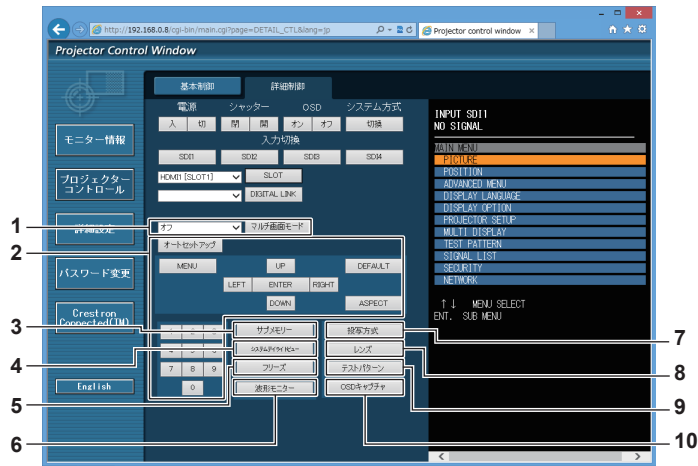 http://192.168.0.8/cgi-bin/main.cgi?page=DETAIL_CTL&lang=jp
Projector control window
Projector Control Window
基本制御 詳細制御
電源 シャッター OSD システム方式
入 切 閉 開 オン オフ 切換
入力切換
SDI1 SDI2 SDI3 SDI4
HDMI1 [SLOT1] SLOT
DIGITAL LINK
オフ マルチ画面モード
オートセットアップ
MENU UP DEFAULT
LEFT ENTER RIGHT
DOWN ASPECT
サブメモリー 投写方式
システムデイライトビュー レンズ
7 8 9 フリーズ テストパターン
0 波形モニター OSDキャプチャ
モニター情報
プロジェクター
コントロール
詳細設定
パスワード変更
Crestron
Connected(TM)
English
INPUT SDI1
NO SIGNAL
MAIN MENU
PICTURE
POSITION
ADVANCED MENU
DISPLAY LANGUAGE
DISPLAY OPTION
PROJECTOR SETUP
MULTI DISPLAY
TEST PATTERN
SIGNAL LIST
SECURITY
NETWORK
↑↓ MENU SELECT
ENT. SUB MENU
1
2
3
4
5
6
7
8
9
10